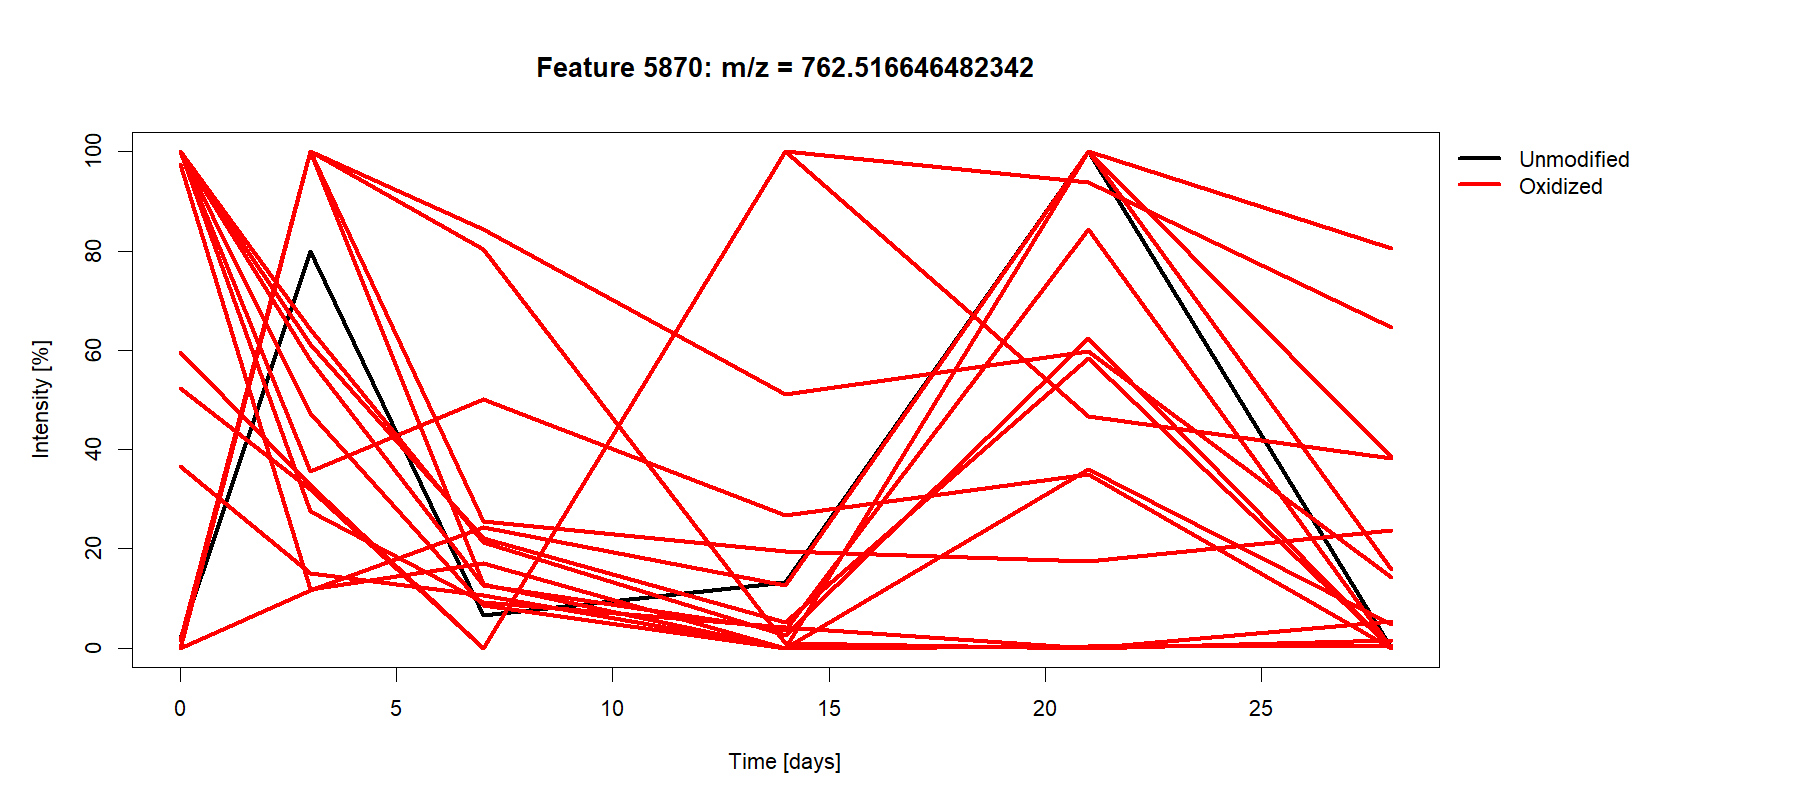 Feature 5870: m/z = 762.516646482342
Unmodified
Oxidized
Intensity [%]
100
80
60
40
20
0
0 5 10 15 20 25
Time [days]